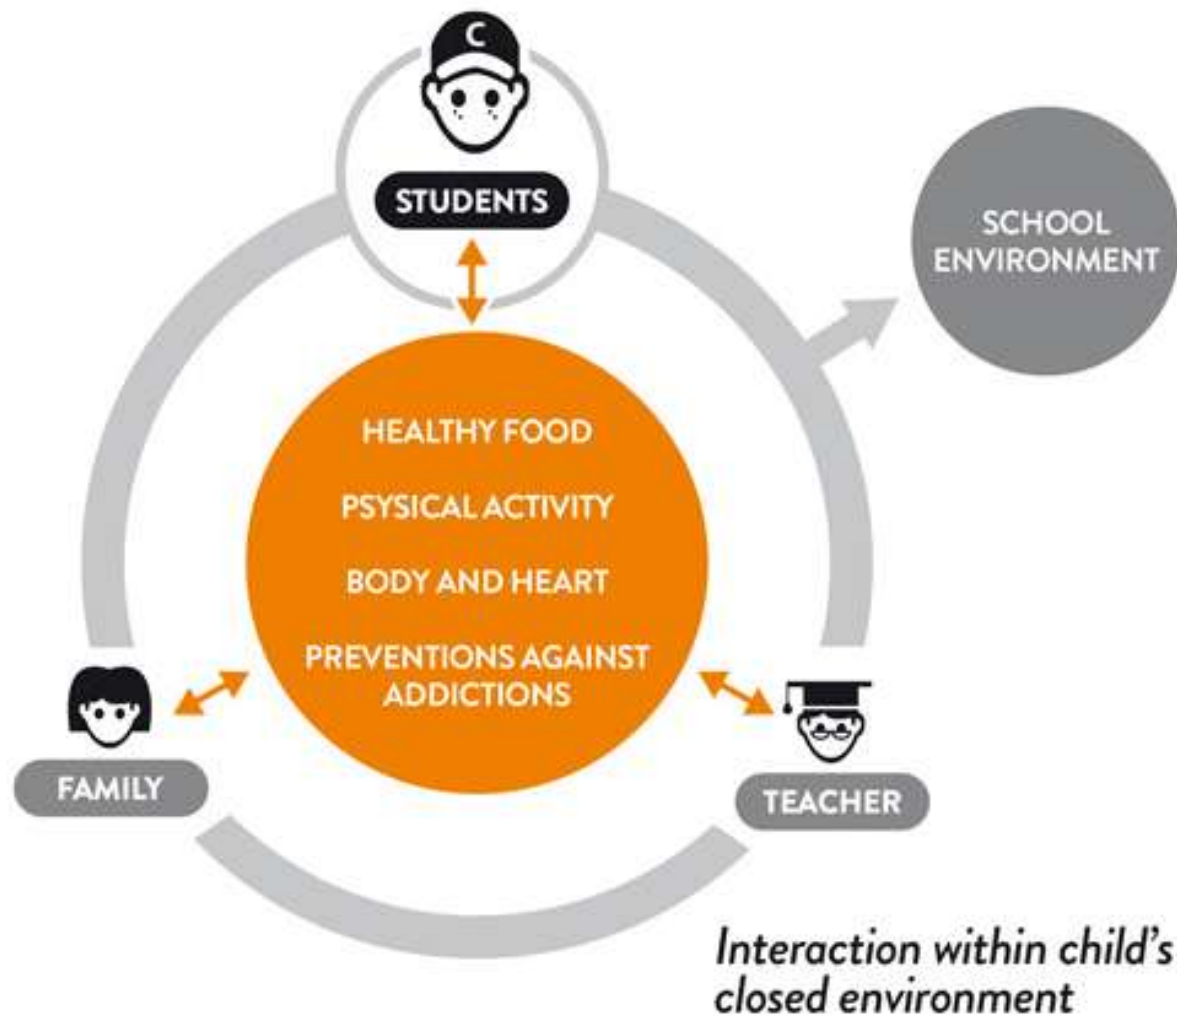 C
STUDENTS
SCHOOL
ENVIRONMENT
HEALTHY FOOD
PSYSICAL ACTIVITY
BODY AND HEART
PREVENTIONS AGAINST
ADDICTIONS
FAMILY
TEACHER
Interaction within child's
closed environment